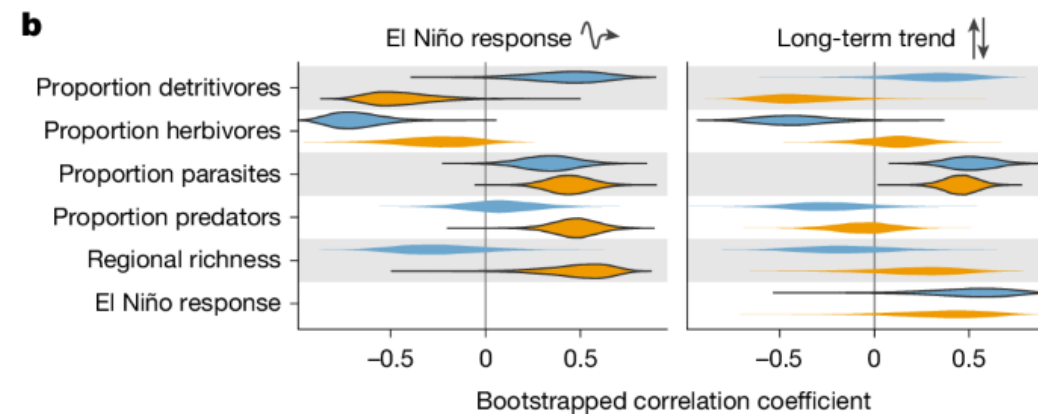 b
El Niño response
Long-term trend
Proportion detritivores
Proportion herbivores
Proportion parasites
Proportion predators
Regional richness
El Niño response
−0.5 0 0.5
−0.5 0 0.5
Bootstrapped correlation coefficient